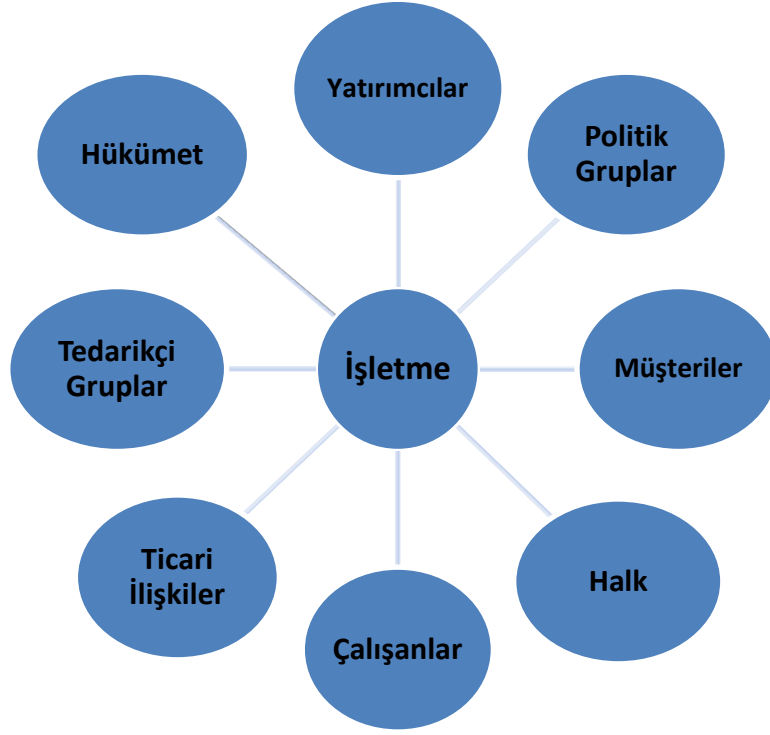 Yatırımcılar
Hükümet
Politik
Gruplar
Tedarikçi
Gruplar
İşletme
Müşteriler
Ticari
İlişkiler
Halk
Çalışanlar